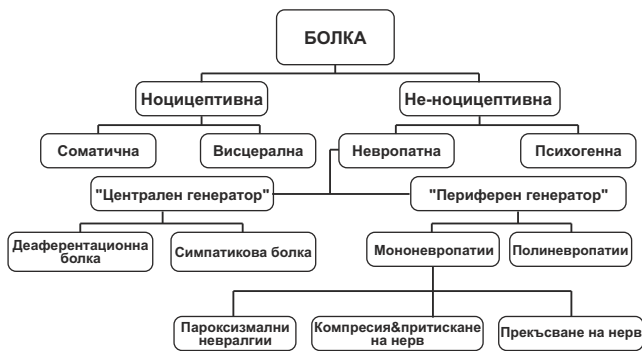 БОЛКА
Ноцицептивна
Не-ноцицептивна
Соматична
Висцерална
Невропатна
Психогенна
"Централен генератор"
"Периферен генератор"
Деаферентационна
болка
Симпатикова болка
Мононевропатии
Полиневропатии
Пароксизмални
невралгии
Компресия&притискане
на нерв
Прекъсване на нерв